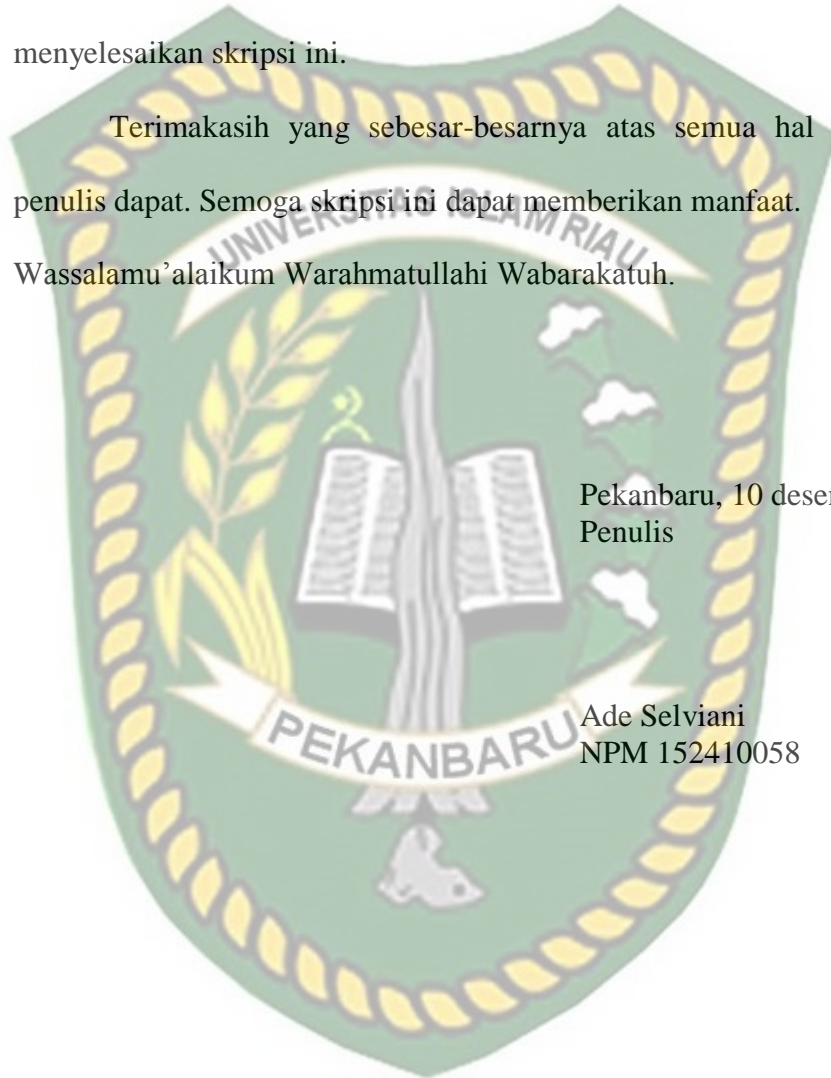 menyelesaikan skripsi ini.
Terimakasih yang sebesar-besarnya atas semua hal
penulis dapat. Semoga skripsi ini dapat memberikan manfaat.
UNIVERSITAS ISLAM RIAU
Wassalamu’alaikum Warahmatullahi Wabarakatuh.
Pekanbaru, 10
Penulis
Ade Selviani
NPM 152410058
PEKANBARU